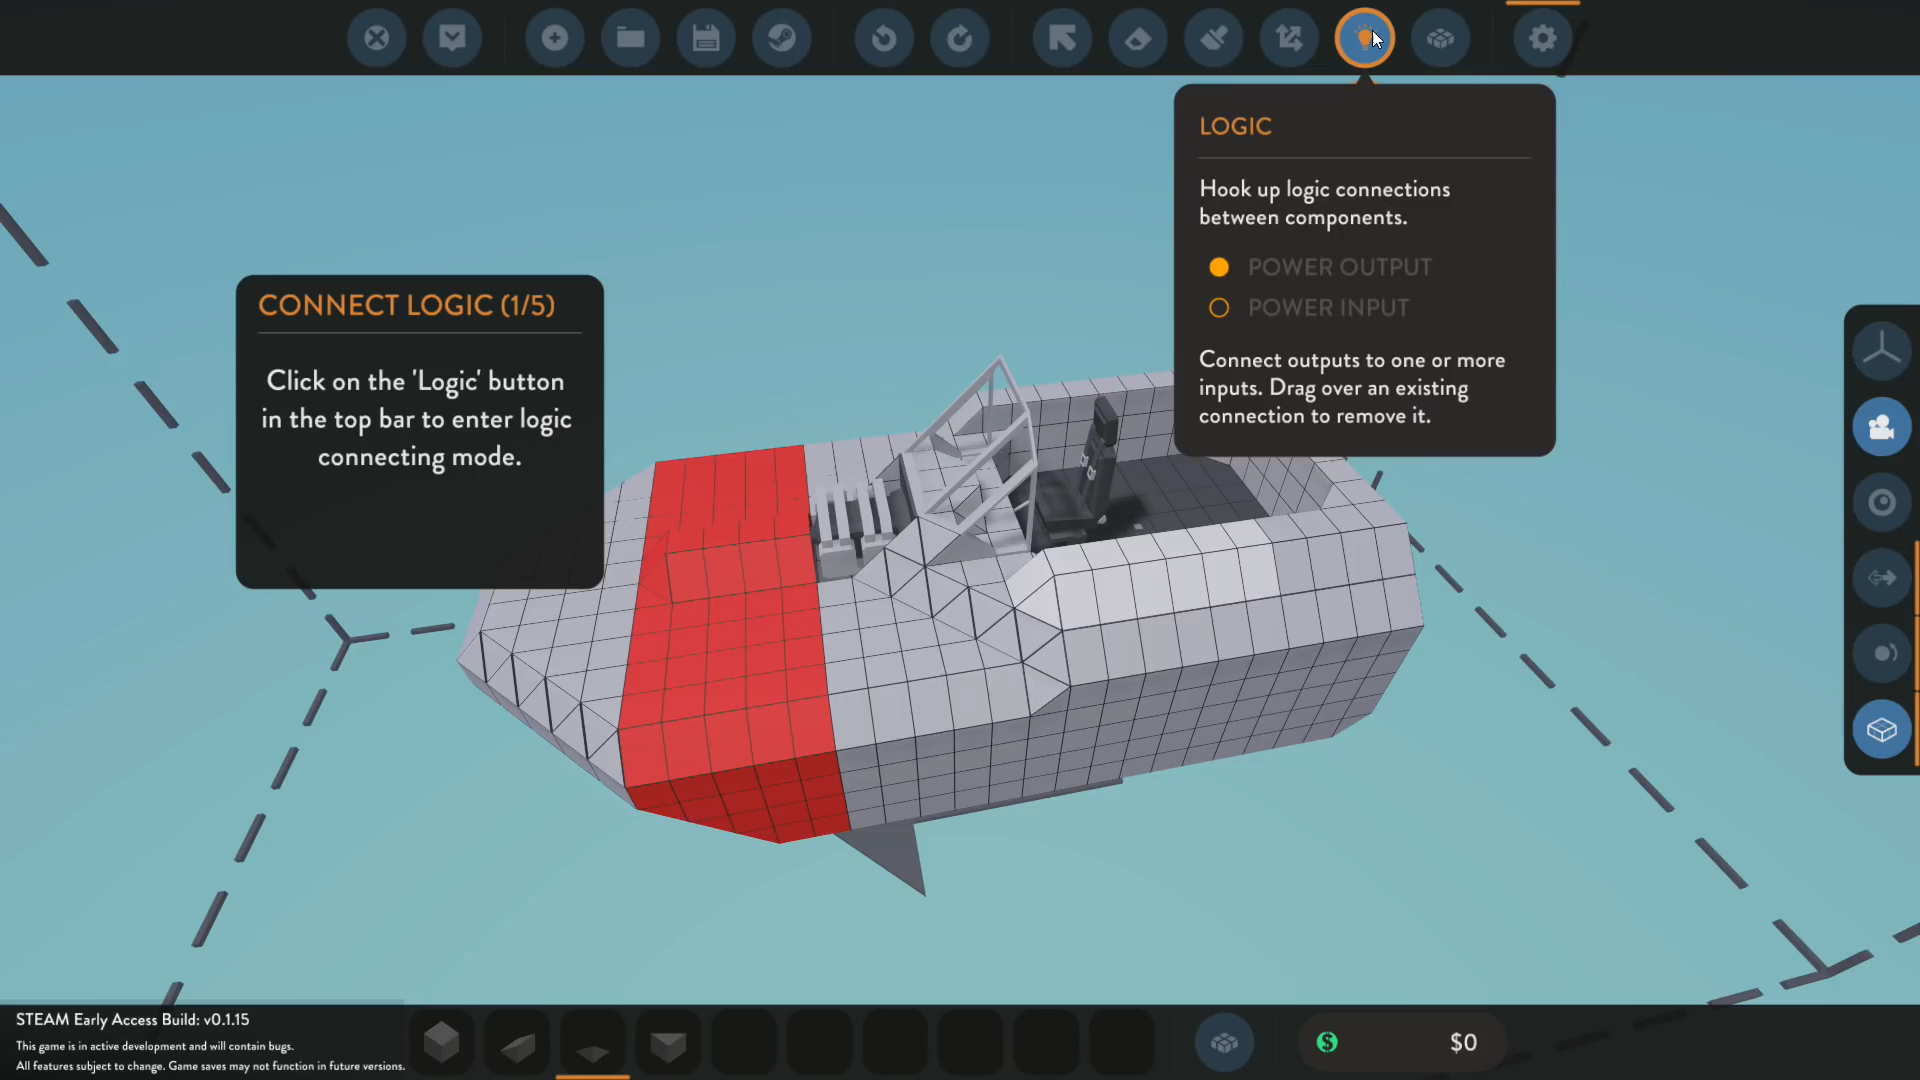 LOGIC
Hook up logic connections
between components.
POWER OUTPUT
POWER INPUT
Connect outputs to one or more
inputs. Drag over an existing
connection to remove it.
CONNECT LOGIC (1/5)
Click on the 'Logic' button
in the top bar to enter logic
connecting mode.
STEAM Early Access Build: v0.1.15
This game is in active development and will contain bugs.
All features subject to change. Game saves may not function in future versions.
$0